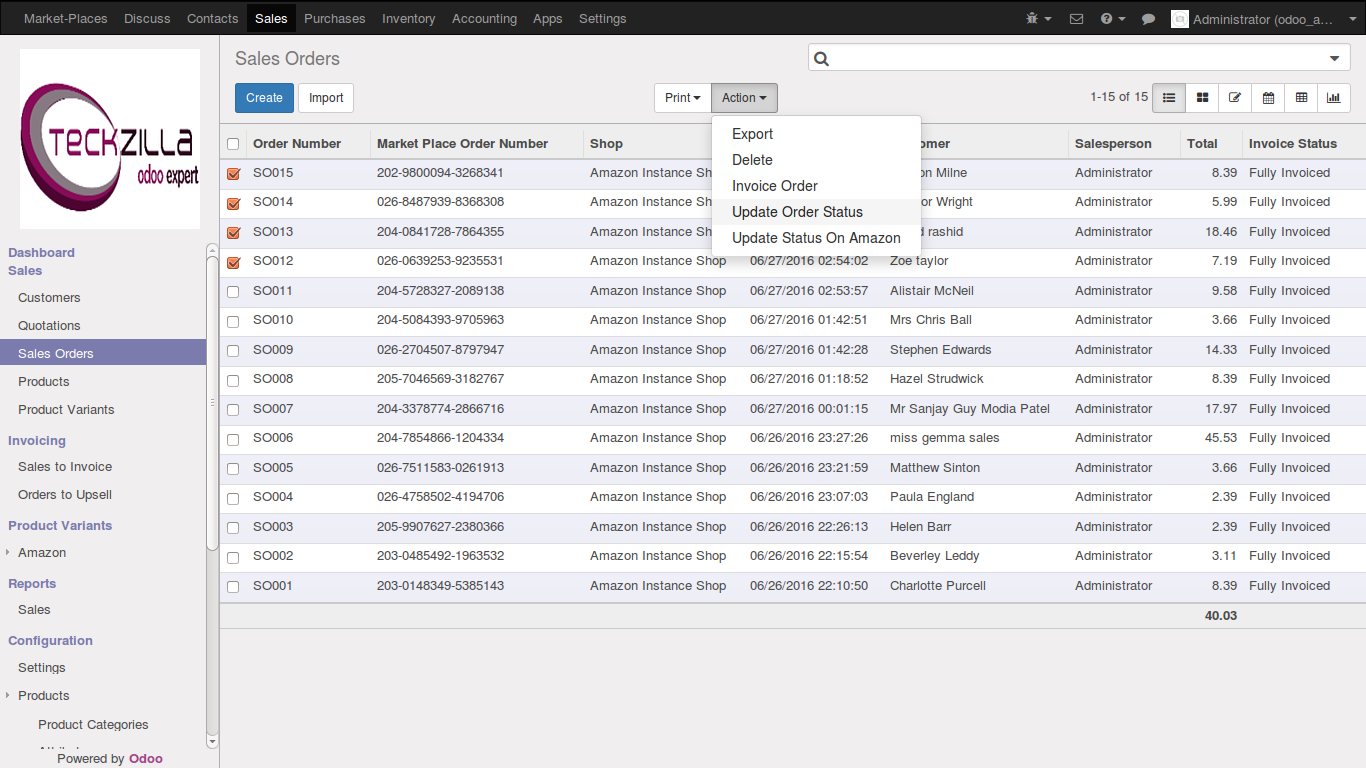 Market-Places Discuss Contacts Sales Purchases Inventory Accounting Apps Settings Administrator (odoo_a...
TECKZILLA
odoo expert
Sales Orders
Create Import Print Action 1-15 of 15
Export
Delete
Invoice Order
Update Order Status
Update Status On Amazon
Dashboard
Sales
Customers
Quotations
Sales Orders
Products
Product Variants
Invoicing
Sales to Invoice
Orders to Upsell
Product Variants
Amazon
Reports
Sales
Configuration
Settings
Products
Product Categories
Powered by Odoo
Order Number Market Place Order Number Shop Salesperson Total Invoice Status
SO015 202-9800094-3268341 Amazon Instance Milne Administrator 8.39 Fully Invoiced
SO014 026-8487939-8368308 Amazon Instance Wright Administrator 5.99 Fully Invoiced
SO013 204-0841728-7864355 Amazon Instance rashid Administrator 18.46 Fully Invoiced
SO012 026-0639253-9235531 Amazon Instance Shop 06/27/2016 02:54:02 Zoe taylor Administrator 7.19 Fully Invoiced
SO011 204-5728327-2089138 Amazon Instance Shop 06/27/2016 02:53:57 Alistair McNeil Administrator 9.58 Fully Invoiced
SO010 204-5084393-9705963 Amazon Instance Shop 06/27/2016 01:42:51 Mrs Chris Ball Administrator 3.66 Fully Invoiced
SO009 026-2704507-8797947 Amazon Instance Shop 06/27/2016 01:42:28 Stephen Edwards Administrator 14.33 Fully Invoiced
SO008 205-7046569-3182767 Amazon Instance Shop 06/27/2016 01:18:52 Hazel Strudwick Administrator 8.39 Fully Invoiced
SO007 204-3378774-2866716 Amazon Instance Shop 06/27/2016 00:01:15 Mr Sanjay Guy Modia Patel Administrator 17.97 Fully Invoiced
SO006 204-7854866-1204334 Amazon Instance Shop 06/26/2016 23:27:26 miss gemma sales Administrator 45.53 Fully Invoiced
SO005 026-7511583-0261913 Amazon Instance Shop 06/26/2016 23:21:59 Matthew Sinton Administrator 3.66 Fully Invoiced
SO004 026-4758502-4194706 Amazon Instance Shop 06/26/2016 23:07:03 Paula England Administrator 2.39 Fully Invoiced
SO003 205-9907627-2380366 Amazon Instance Shop 06/26/2016 22:26:13 Helen Barr Administrator 2.39 Fully Invoiced
SO002 203-0485492-1963532 Amazon Instance Shop 06/26/2016 22:15:54 Beverley Leddy Administrator 3.11 Fully Invoiced
SO001 203-0148349-5385143 Amazon Instance Shop 06/26/2016 22:10:50 Charlotte Purcell Administrator 8.39 Fully Invoiced
40.03